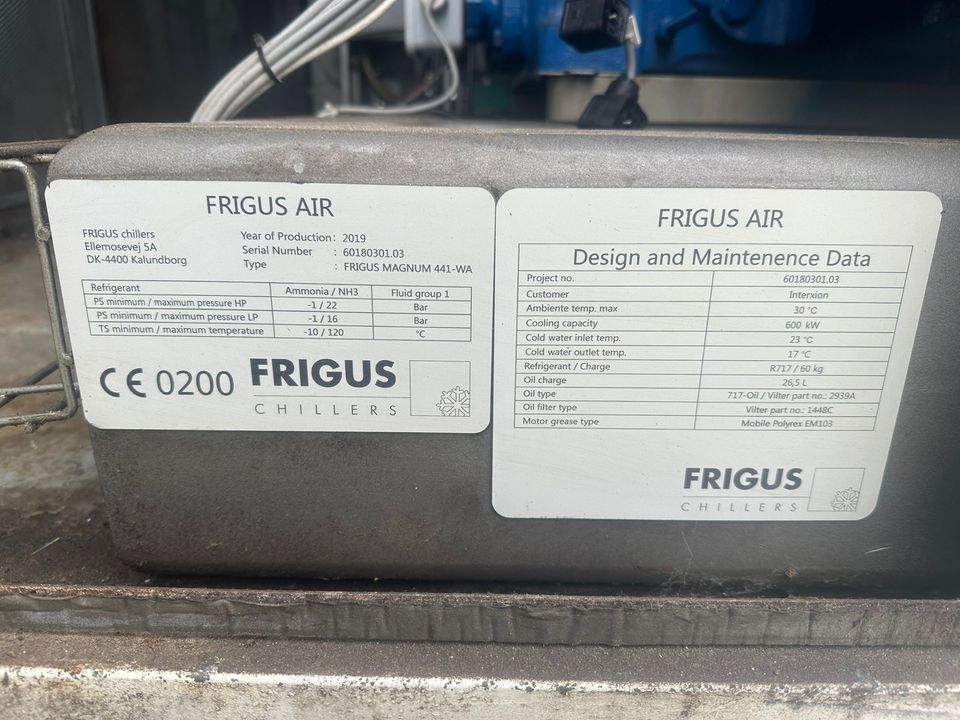 FRIGUS AIR
FRIGUS chillers
Ellemosevej 5A
DK-4400 Kalundborg
Year of Production: 2019
Serial Number : 60180301.03
Type : FRIGUS MAGNUM 441-WA
Refrigerant Ammonia / NH3 Fluid group 1
PS minimum / maximum pressure HP -1 / 22 Bar
PS minimum / maximum pressure LP -1 / 16 Bar
TS minimum / maximum temperature -10 / 120 °C
CE 0200 FRIGUS
CHILLERS
FRIGUS AIR
Design and Maintenence Data
Project no. 60180301.03
Customer Interxion
Ambiente temp. max 30 °C
Cooling capacity 600 kW
Cold water inlet temp. 23 °C
Cold water outlet temp. 17 °C
Refrigerant / Charge R717 / 60 kg
Oil charge 26,5 L
Oil type 717-Oil / Vilter part no.: 2939A
Oil filter type Vilter part no.: 1448C
Motor grease type Mobile Polyrex EM103
FRIGUS
CHILLERS